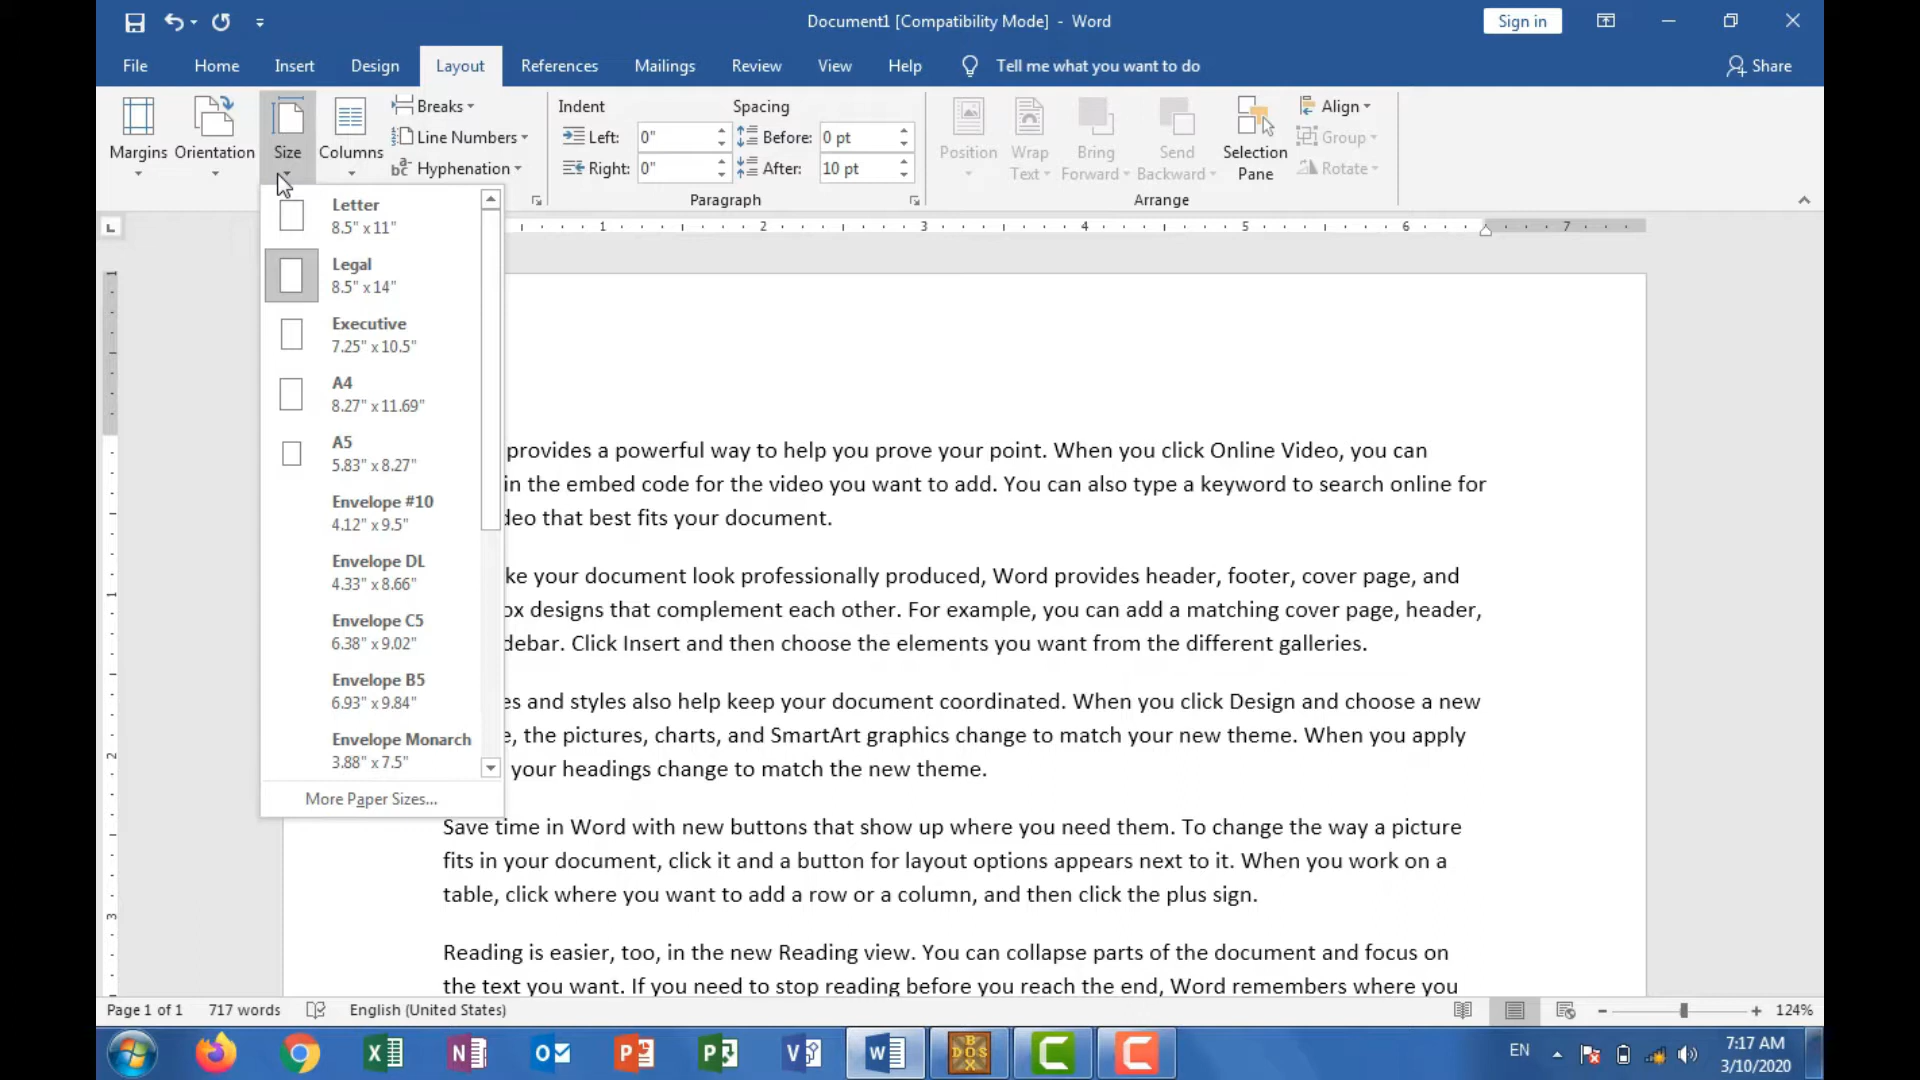 Document1 [Compatibility Mode] - Word
Sign in
File Home Insert Design Layout References Mailings Review View Help Tell me what you want to do Share
Margins Orientation Size Columns
Breaks
Line Numbers
Hyphenation
Indent Spacing
Left: 0" Before: 0 pt
Right: 0" After: 10 pt
Paragraph
Position Wrap Text Bring Forward Send Backward Selection Pane
Align
Group
Rotate
Arrange
L
1 2 3 4 5 6 7
Letter
8.5" x 11"
Legal
8.5" x 14"
Executive
7.25" x 10.5"
A4
8.27" x 11.69"
A5
5.83" x 8.27"
Envelope #10
4.12" x 9.5"
Envelope DL
4.33" x 8.66"
Envelope C5
6.38" x 9.02"
Envelope B5
6.93" x 9.84"
Envelope Monarch
3.88" x 7.5"
More Paper Sizes...
1
1
2
3
provides a powerful way to help you prove your point. When you click Online Video, you can
in the embed code for the video you want to add. You can also type a keyword to search online for
deo that best fits your document.
ke your document look professionally produced, Word provides header, footer, cover page, and
ox designs that complement each other. For example, you can add a matching cover page, header,
debar. Click Insert and then choose the elements you want from the different galleries.
es and styles also help keep your document coordinated. When you click Design and choose a new
e, the pictures, charts, and SmartArt graphics change to match your new theme. When you apply
your headings change to match the new theme.
Save time in Word with new buttons that show up where you need them. To change the way a picture
fits in your document, click it and a button for layout options appears next to it. When you work on a
table, click where you want to add a row or a column, and then click the plus sign.
Reading is easier, too, in the new Reading view. You can collapse parts of the document and focus on
the text you want. If you need to stop reading before you reach the end, Word remembers where you
Page 1 of 1 717 words English (United States) 124%
EN
7:17 AM
3/10/2020